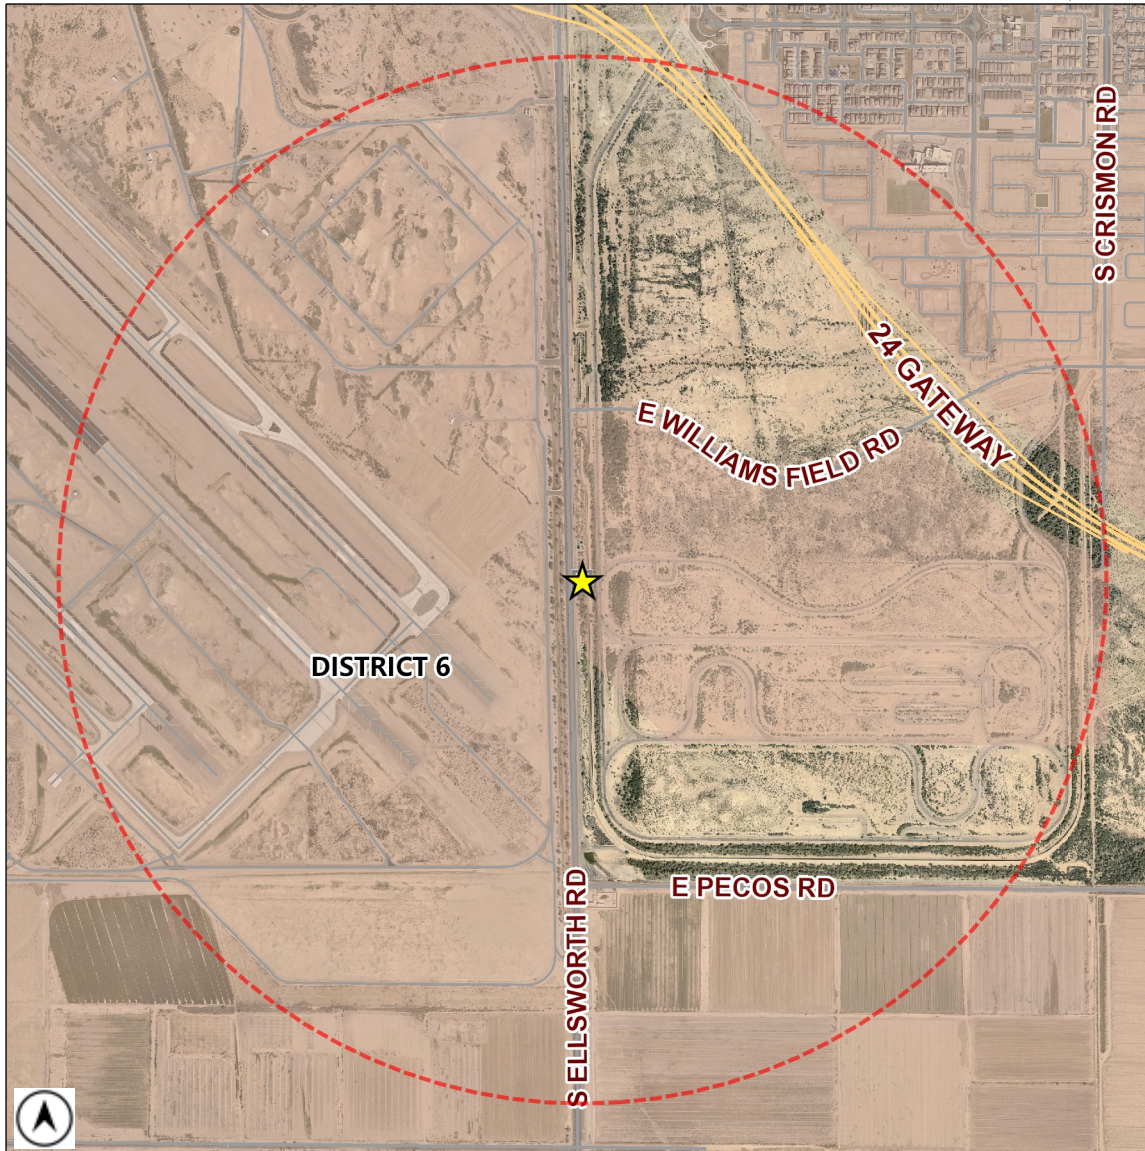 S CRISMON RD
24 GATEWAY
E WILLIAMS FIELD RD
DISTRICT 6
E PECOS RD
S ELLSWORTH RD